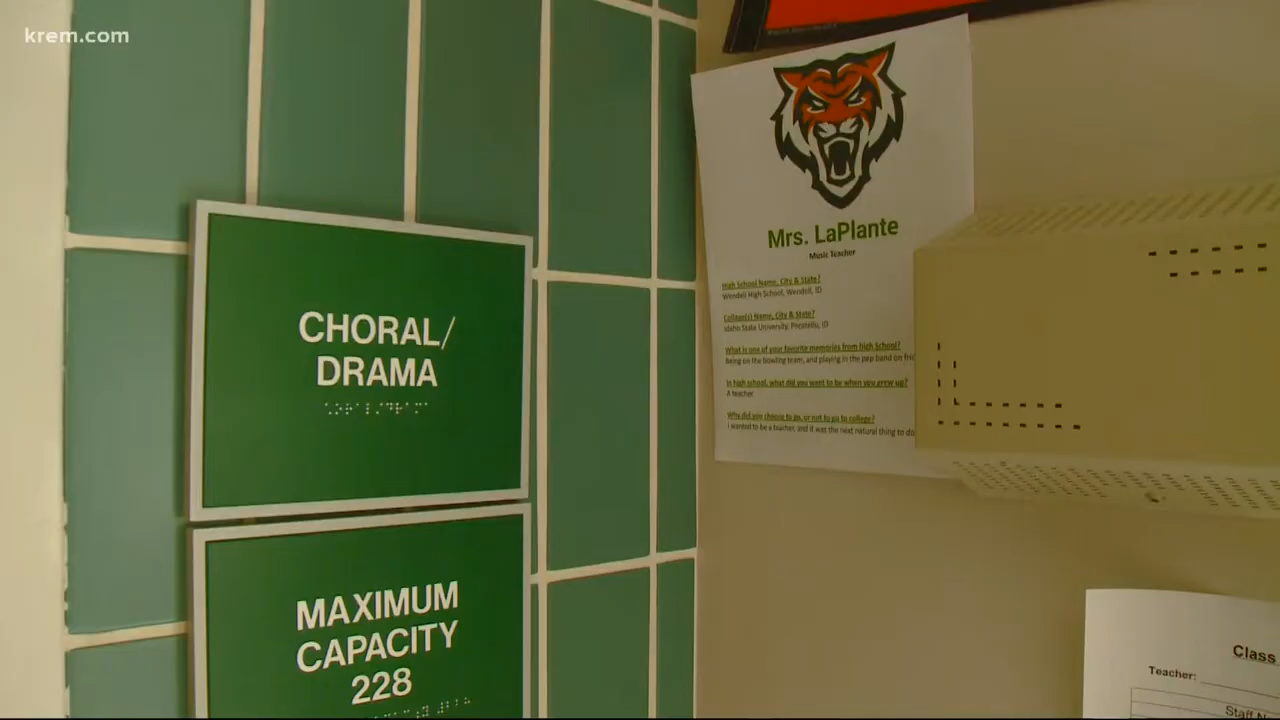 krem.com
CHORAL/
DRAMA
MAXIMUM
CAPACITY
228
Mrs. LaPlante
Music Teacher
High School Name, City & State?
Wendell High School, Wendell, ID
College(s) Name, City & State?
Idaho State University, Pocatello, ID
What is one of your favorite memories from high School?
Being on the bowling team, and playing in the pep band on
In high school, what did you want to be when you grew up?
A teacher
Why did you choose to go, or not to go to college?
I wanted to be a teacher, and it was the next natural thing to do
Class
Teacher:
Staff